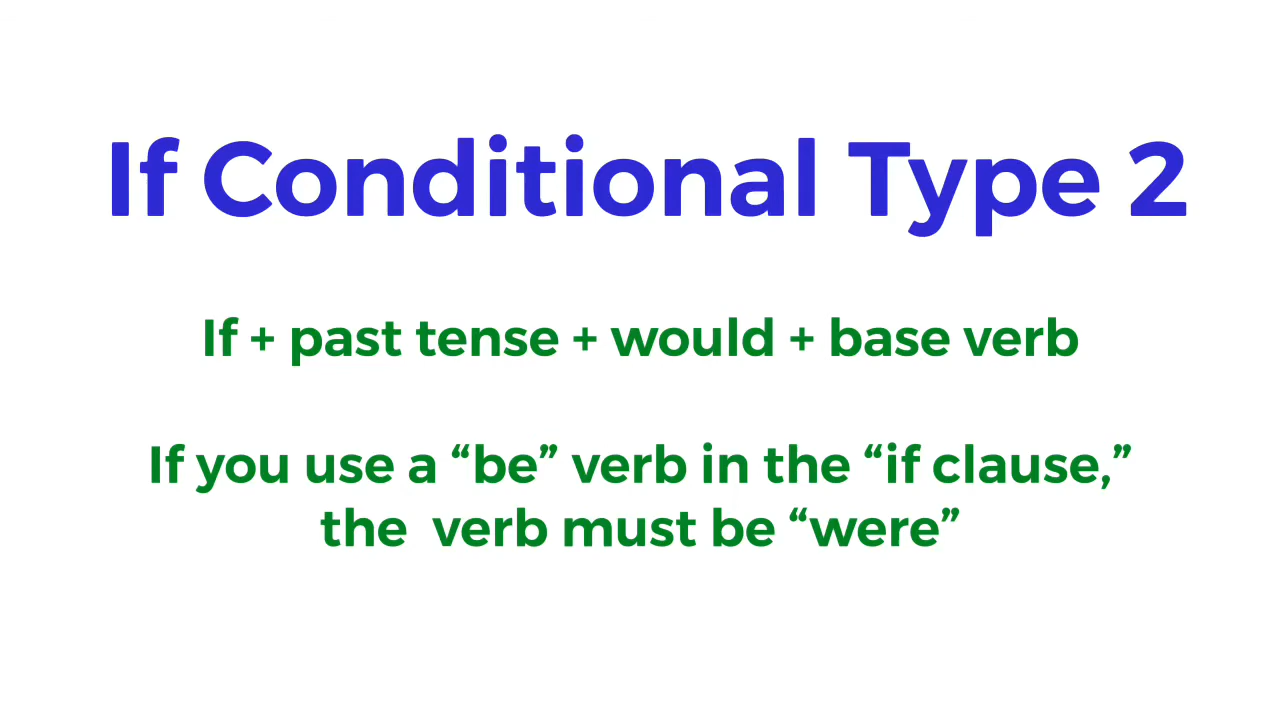 If Conditional Type 2
If + past tense + would + base verb
If you use a “be” verb in the “if clause,”
the  verb must be “were”